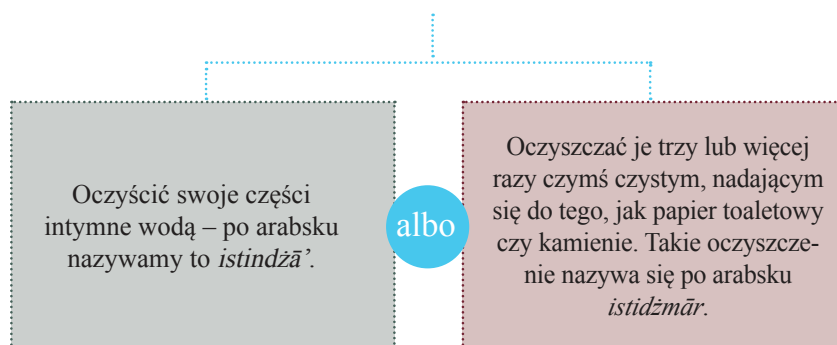 Oczyścić swoje części
intymne wodą – po arabsku
nazywamy to istindżā’.
albo
Oczyszczać je trzy lub więcej
razy czymś czystym, nadającym
się do tego, jak papier toaletowy
czy kamienie. Takie oczyszcze-
nie nazywa się po arabsku
istidżmār.